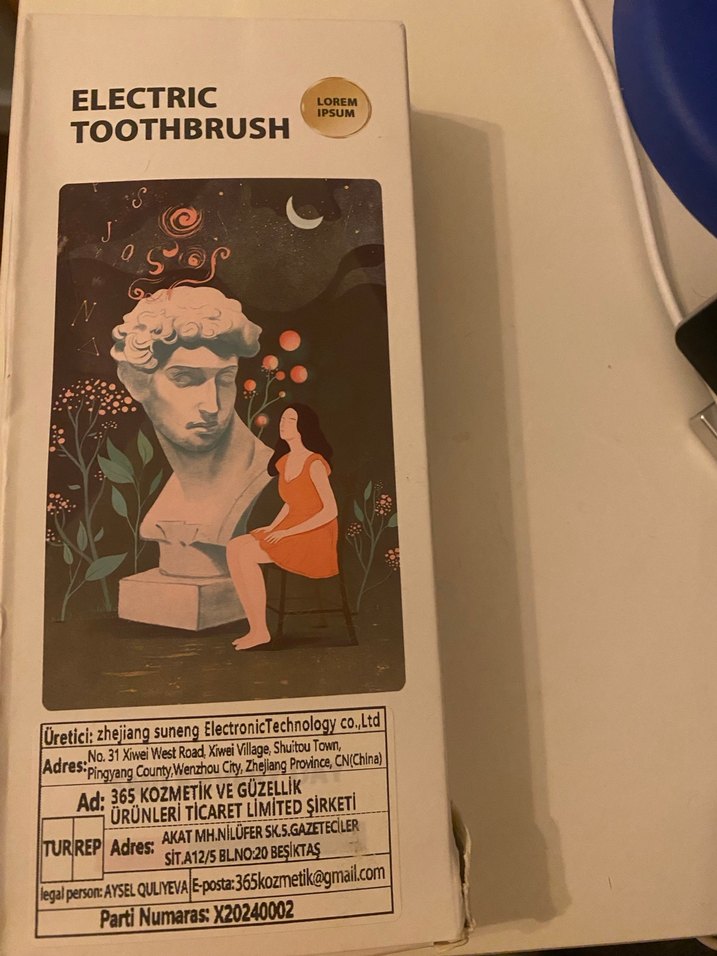 ELECTRIC
TOOTHBRUSH
LOREM
IPSUM
Üretici: zhejiang suneng ElectronicTechnology co.,Ltd
Adres: No. 31 Xiwei West Road, Xiwei Village, Shuitou Town,
Pingyang County,Wenzhou City, Zhejiang Province, CN(China)
Ad: 365 KOZMETİK VE GÜZELLİK
ÜRÜNLERİ TİCARET LİMİTED ŞİRKETİ
TUR REP
Adres: AKAT MH.NİLÜFER SK.5.GAZETECİLER
SİT.A12/5 BL.NO:20 BEŞİKTAŞ
legal person: AYSEL QULIYEVA E-posta:365kozmetik@gmail.com
Parti Numaras: X20240002